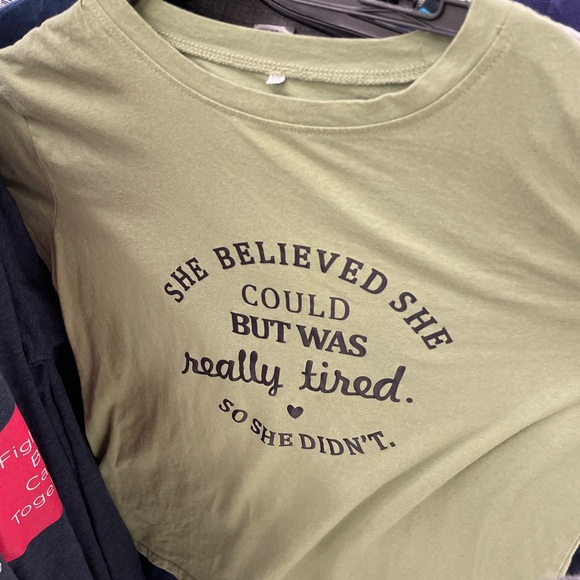 SHE BELIEVED SHE
COULD
BUT WAS
really tired.
SO SHE DIDN'T.